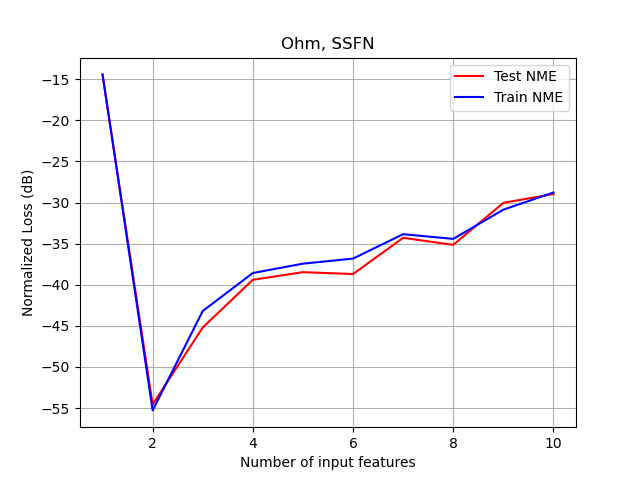 Ohm, SSFN
Test NME
Train NME
Normalized Loss (dB)
−15
−20
−25
−30
−35
−40
−45
−50
−55
2 4 6 8 10
Number of input features